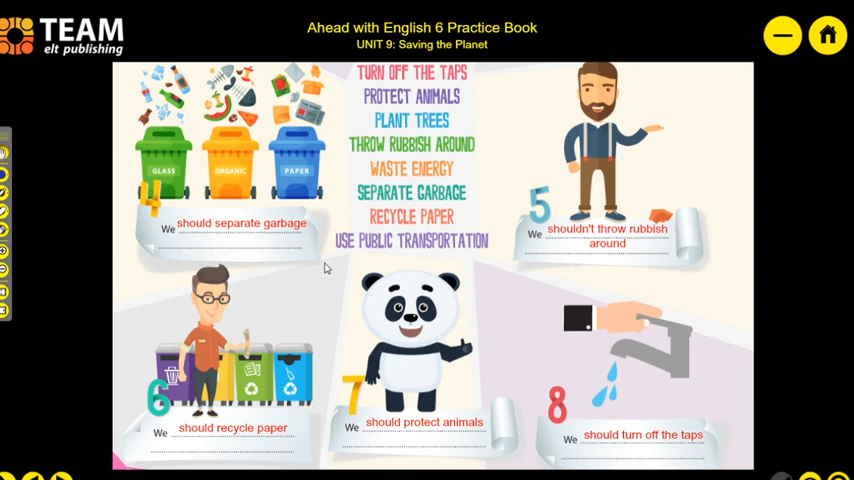 TEAM
elt publishing
Ahead with English 6 Practice Book
UNIT 9: Saving the Planet
TURN OFF THE TAPS
PROTECT ANIMALS
PLANT TREES
THROW RUBBISH AROUND
WASTE ENERGY
SEPARATE GARBAGE
RECYCLE PAPER
USE PUBLIC TRANSPORTATION
GLASS
ORGANIC
PAPER
4
We should separate garbage
5
We shouldn't throw rubbish
around
6
We should recycle paper
7
We should protect animals
8
We should turn off the taps